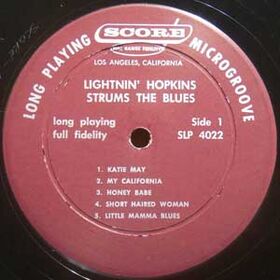 LONG PLAYING
SCORE
MICROGROOVE
LOS ANGELES, CALIFORNIA
LIGHTNIN' HOPKINS
STRUMS THE BLUES
long playing
full fidelity
Side 1
SLP 4022
1. KATIE MAY
2. MY CALIFORNIA
3. HONEY BABE
4. SHORT HAIRED WOMAN
5. LITTLE MAMMA BLUES